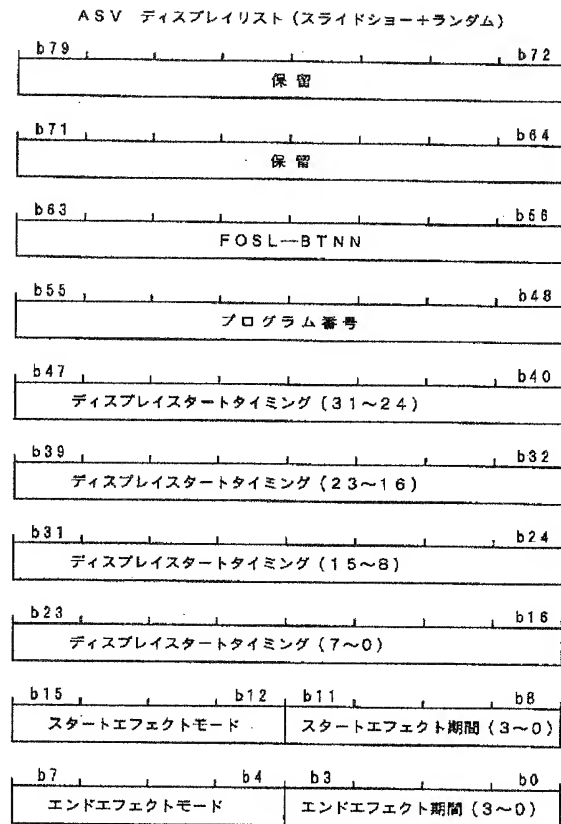 ASV ディスプレイリスト(スライドショー+ランダム)
b79 b72
保留
b71 b64
保留
b63 b56
FOSL—BTNN
b55 b48
プログラム番号
b47 b40
ディスプレイスタートタイミング(31~24)
b39 b32
ディスプレイスタートタイミング(23~16)
b31 b24
ディスプレイスタートタイミング(15~8)
b23 b16
ディスプレイスタートタイミング(7~0)
b15 b12 b11 b8
スタートエフェクトモード スタートエフェクト期間(3~0)
b7 b4 b3 b0
エンドエフェクトモード エンドエフェクト期間(3~0)